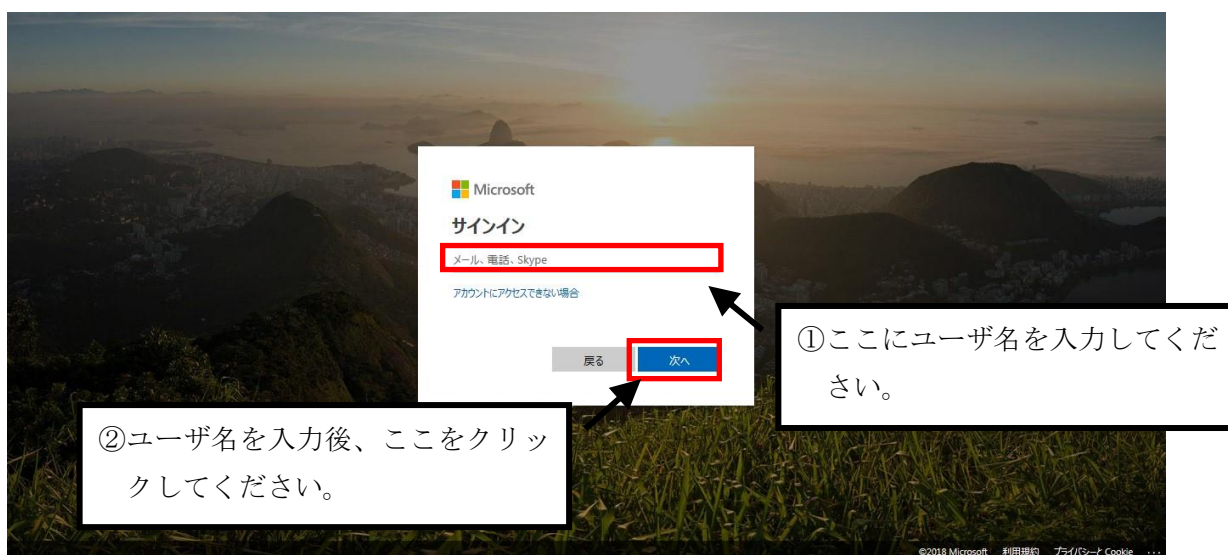 Microsoft
サインイン
メール、電話、Skype
アカウントにアクセスできない場合
戻る
次へ
①ここにユーザ名を入力してくだ
さい。
②ユーザ名を入力後、ここをクリッ
クしてください。
©2018 Microsoft 利用規約 プライバシーと Cookie ...